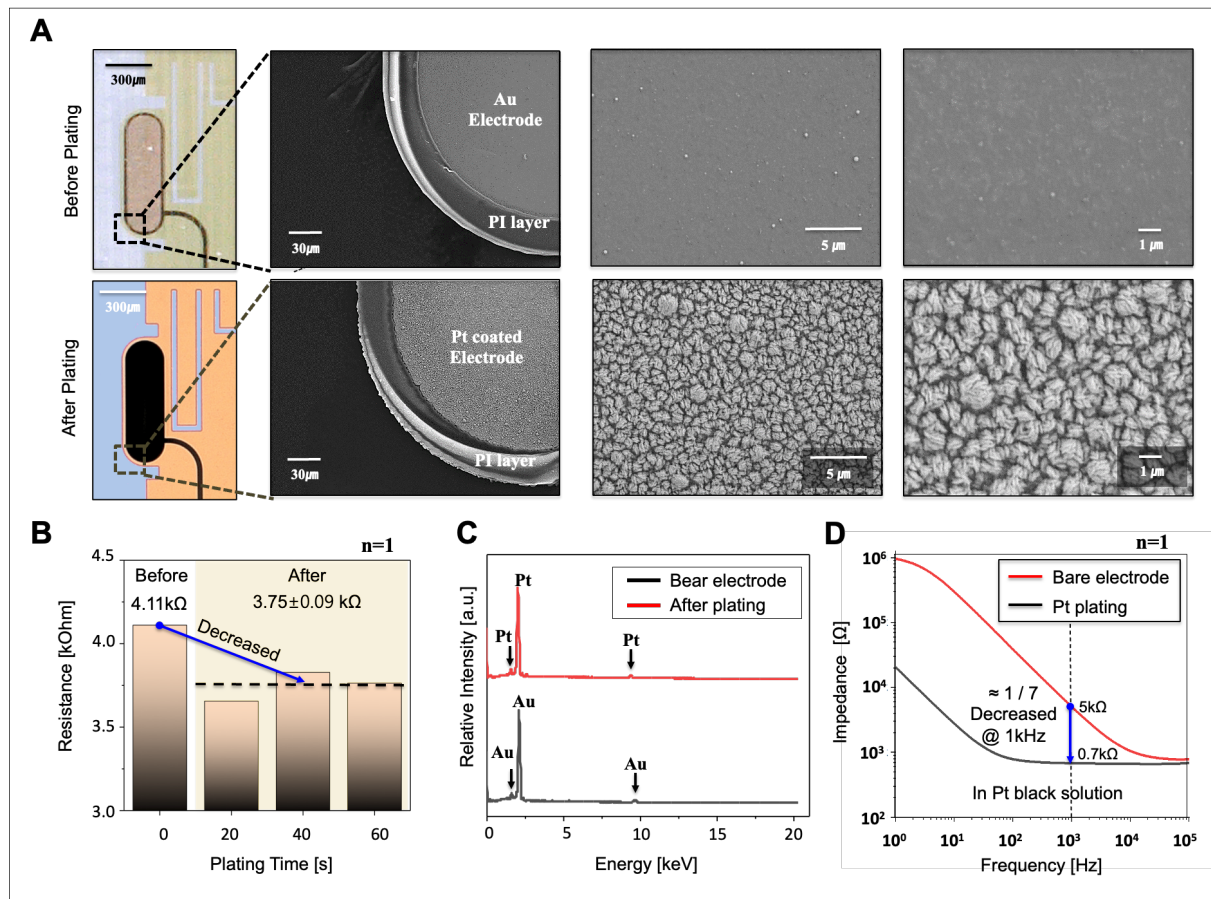 A
Before Plating
300㎛
Au
Electrode
PI layer
30㎛
5 ㎛
1 ㎛
After Plating
300㎛
Pt coated
Electrode
PI layer
30㎛
5 ㎛
1 ㎛
B
n=1
Before
4.11kΩ
After
3.75±0.09 kΩ
Decreased
Resistance [kOhm]
4.5
4.0
3.5
3.0
0
20
40
60
Plating Time [s]
C
Bear electrode
After plating
Pt
Pt
Pt
Au
Au
Au
Relative Intensity [a.u.]
0
5
10
15
20
Energy [keV]
D
n=1
Bare electrode
Pt plating
Impedance [Ω]
10⁶
10⁵
10⁴
10³
10²
≈ 1 / 7
Decreased
@ 1kHz
5kΩ
0.7kΩ
In Pt black solution
10⁰
10¹
10²
10³
10⁴
10⁵
Frequency [Hz]